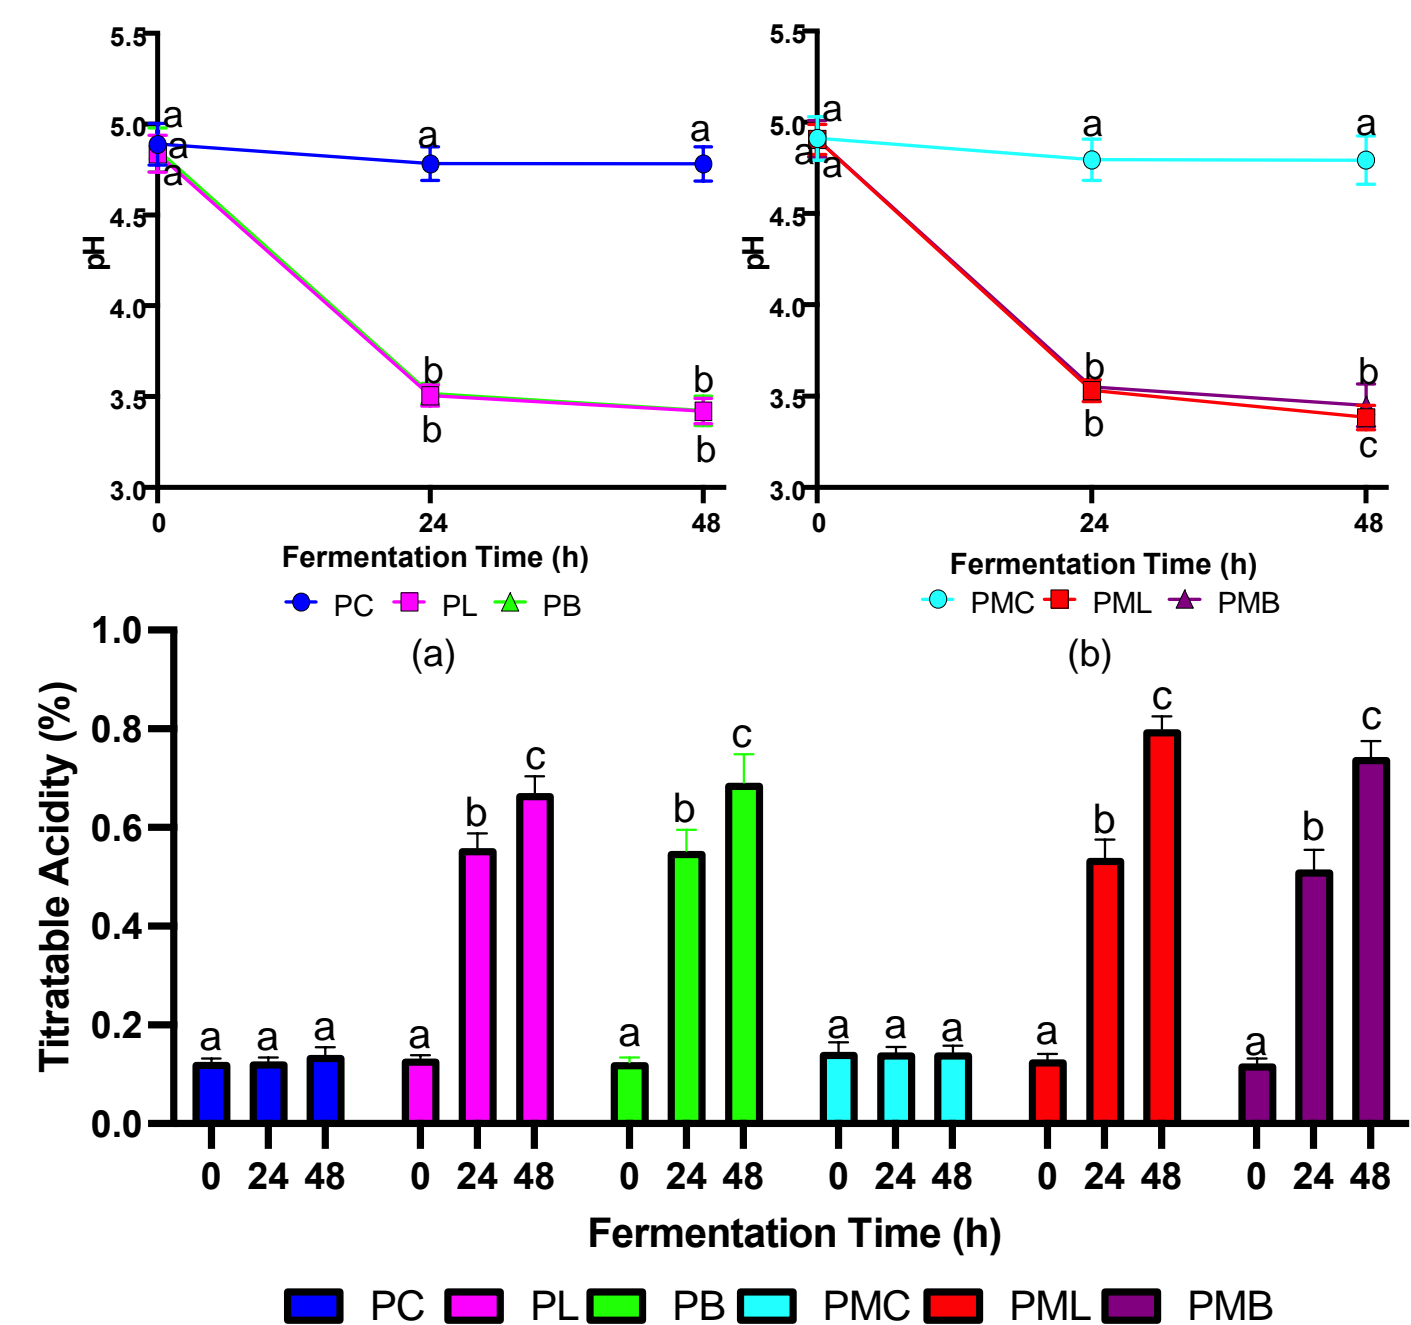 5.5
5.0
4.5
4.0
3.5
3.0
pH
a
a
a
a
a
b
b
b
b
0 24 48
Fermentation Time (h)
PC PL PB
(a)
5.5
5.0
4.5
4.0
3.5
3.0
pH
a
a
a
a
a
b
b
b
c
0 24 48
Fermentation Time (h)
PMC PML PMB
(b)
1.0
0.8
0.6
0.4
0.2
0.0
Titratable Acidity (%)
a a a a b c a b c a a a a b c a b c
0 24 48 0 24 48 0 24 48 0 24 48 0 24 48 0 24 48
Fermentation Time (h)
PC PL PB PMC PML PMB